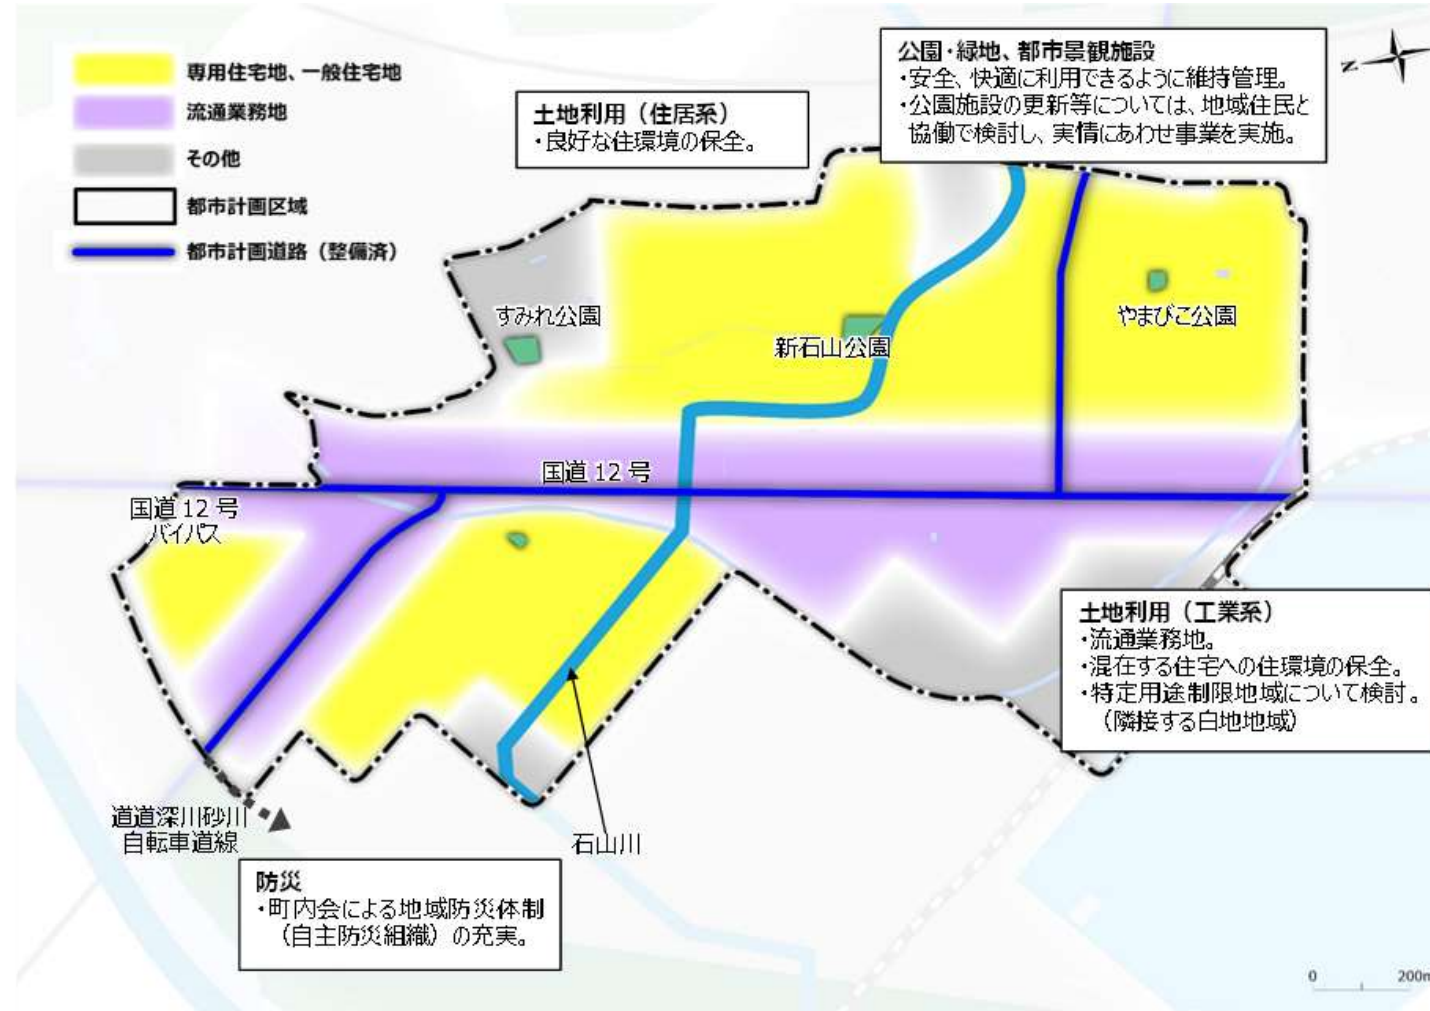 専用住宅地、一般住宅地
流通業務地
その他
都市計画区域
都市計画道路（整備済）
土地利用（住居系）
・良好な住環境の保全。
公園・緑地、都市景観施設
・安全、快適に利用できるように維持管理。
・公園施設の更新等については、地域住民と
協働で検討し、実情にあわせ事業を実施。
N
すみれ公園
新石山公園
やまびこ公園
国道12号
国道12号
バイパス
土地利用（工業系）
・流通業務地。
・混在する住宅への住環境の保全。
・特定用途制限地域について検討。
（隣接する白地地域）
道道深川砂川
自転車道線
石山川
防災
・町内会による地域防災体制
（自主防災組織）の充実。
0 200m